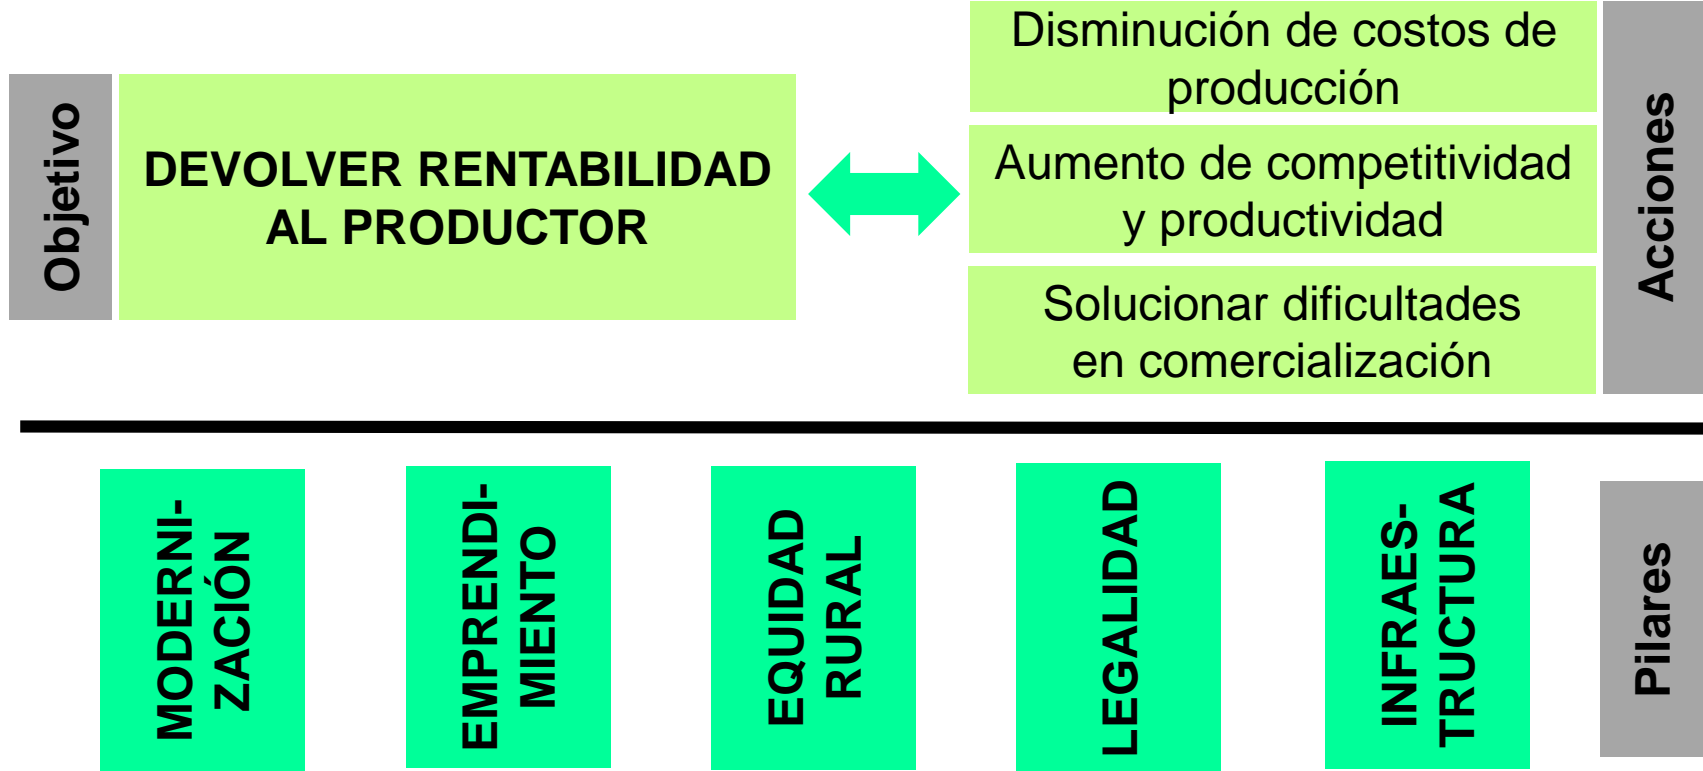 Objetivo
DEVOLVER RENTABILIDAD
AL PRODUCTOR
Disminución de costos de
producción
Aumento de competitividad
y productividad
Solucionar dificultades
en comercialización
Acciones
MODERNI-
ZACIÓN
EMPRENDI-
MIENTO
EQUIDAD
RURAL
LEGALIDAD
INFRAES-
TRUCTURA
Pilares